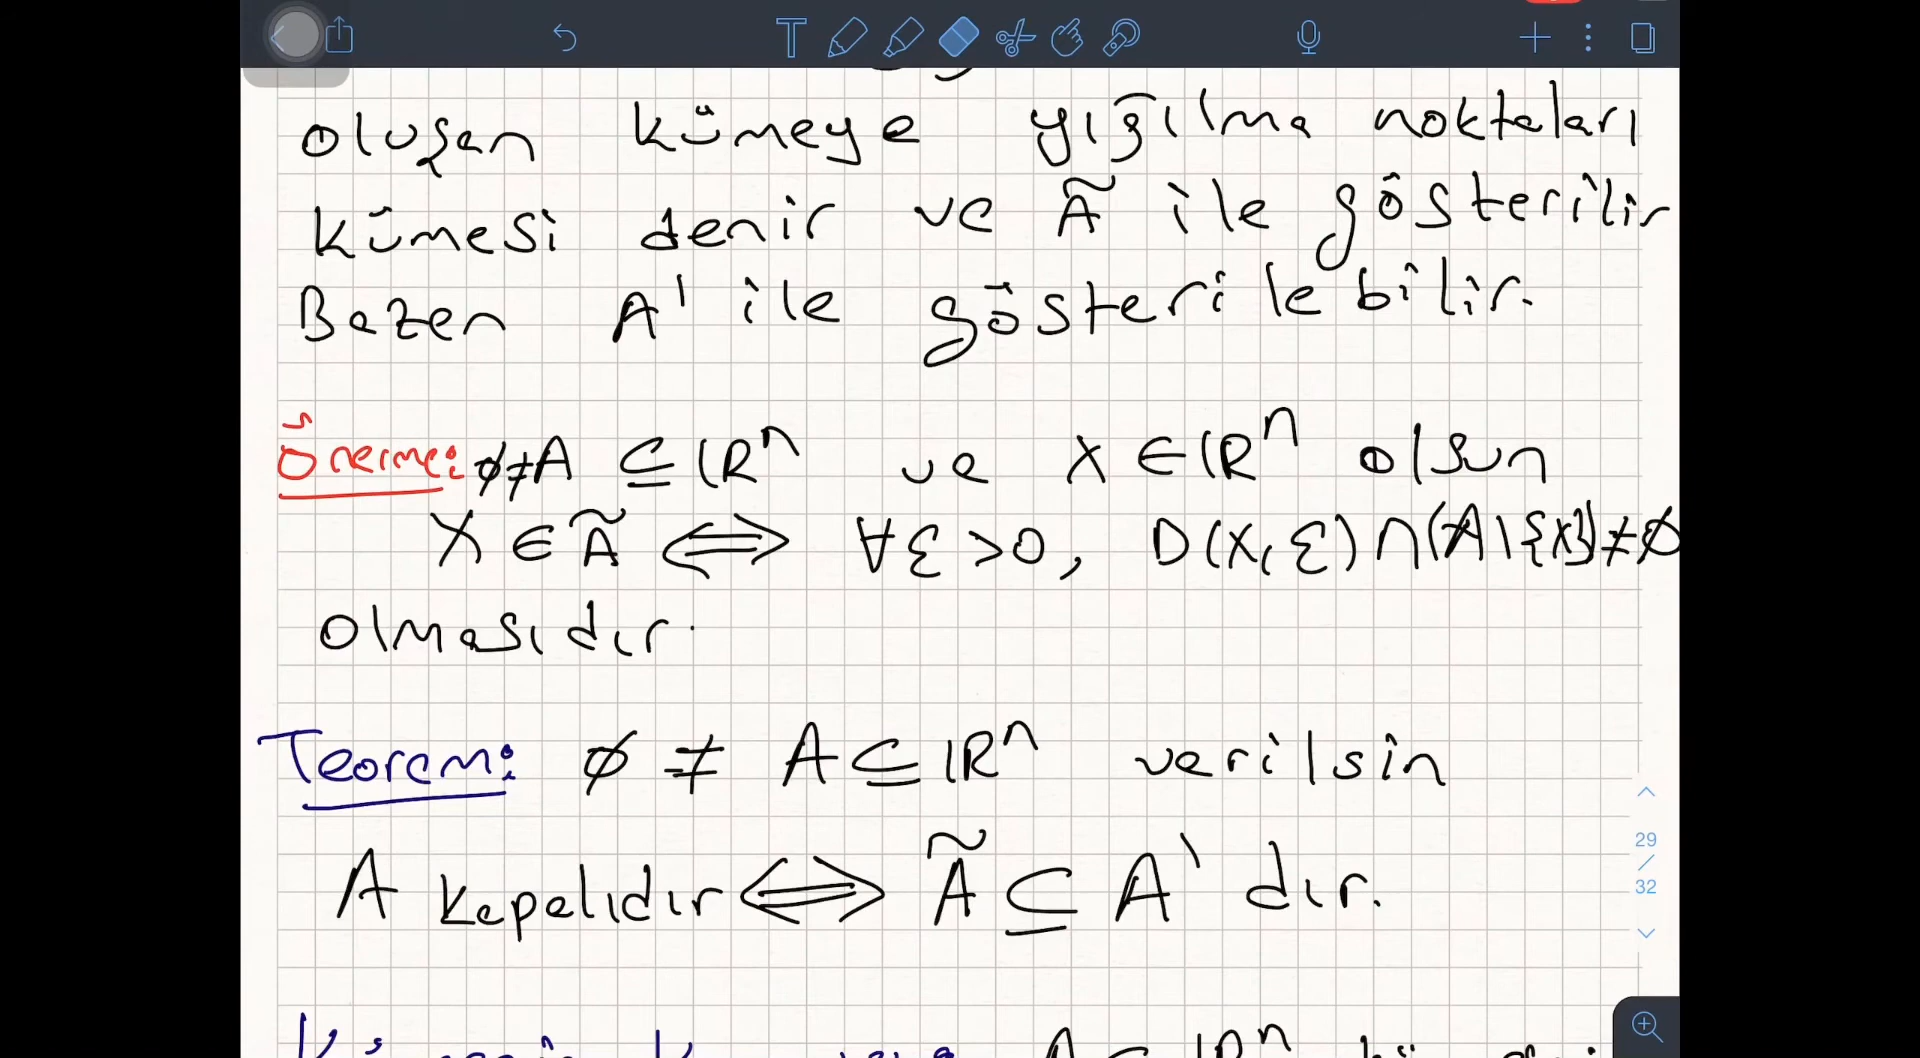 oluşan kümeye yığılma noktaları
kümesi denir ve Ã ile gösterilir
Bazen A' ile gösterilebilir.
Önerme: ∅≠A ⊆ ℝⁿ ve x ∈ ℝⁿ olsun
x ∈ Ã ⟺ ∀ε>0, D(x,ε)∩(A\{x})≠∅
olmasıdır.
Teorem: ∅ ≠ A ⊆ ℝⁿ verilsin
A kapalıdır ⟺ Ã ⊆ A' dır.
29
/
32
A ⊆ ℝⁿ